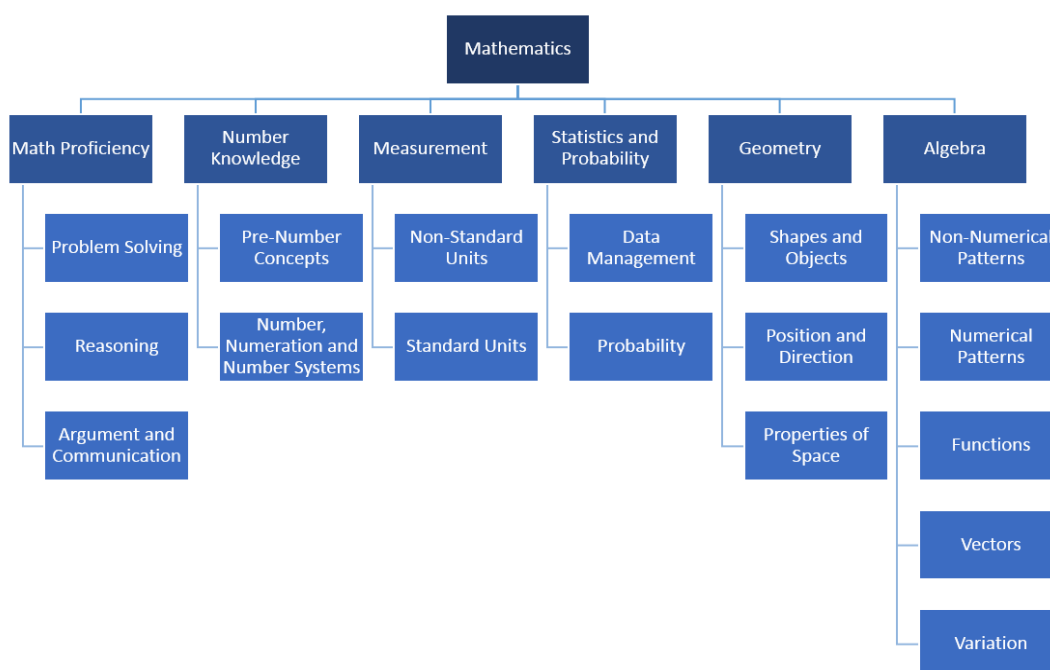 Mathematics
Math Proficiency
Number
Knowledge
Measurement
Statistics and
Probability
Geometry
Algebra
Problem Solving
Pre-Number
Concepts
Non-Standard
Units
Data
Management
Shapes and
Objects
Non-Numerical
Patterns
Reasoning
Number,
Numeration and
Number Systems
Standard Units
Probability
Position and
Direction
Numerical
Patterns
Argument and
Communication
Properties of
Space
Functions
Vectors
Variation